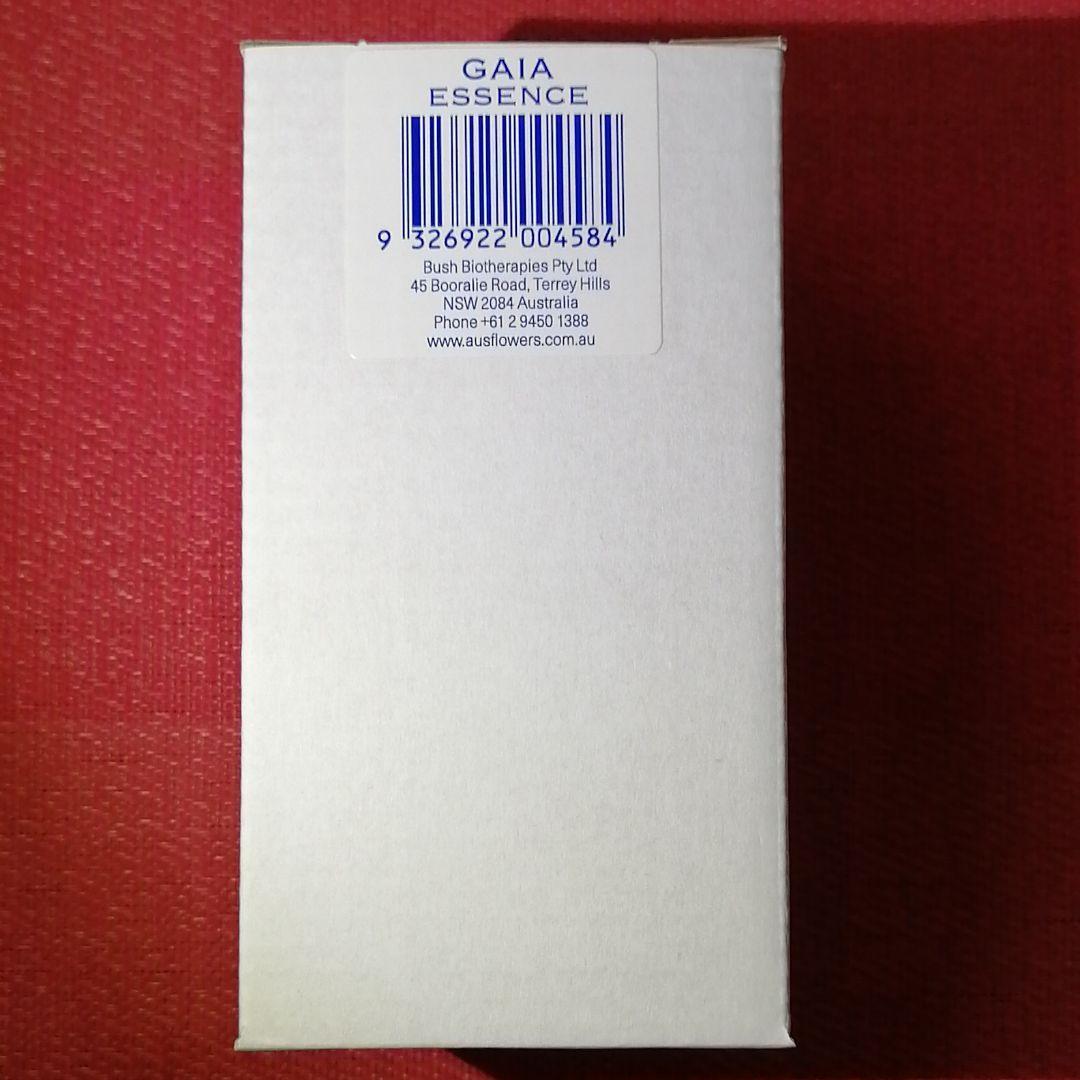 GAIA
ESSENCE
9 326922 004584
Bush Biotherapies Pty Ltd
45 Booralie Road, Terrey Hills
NSW 2084 Australia
Phone +61 2 9450 1388
www.ausflowers.com.au